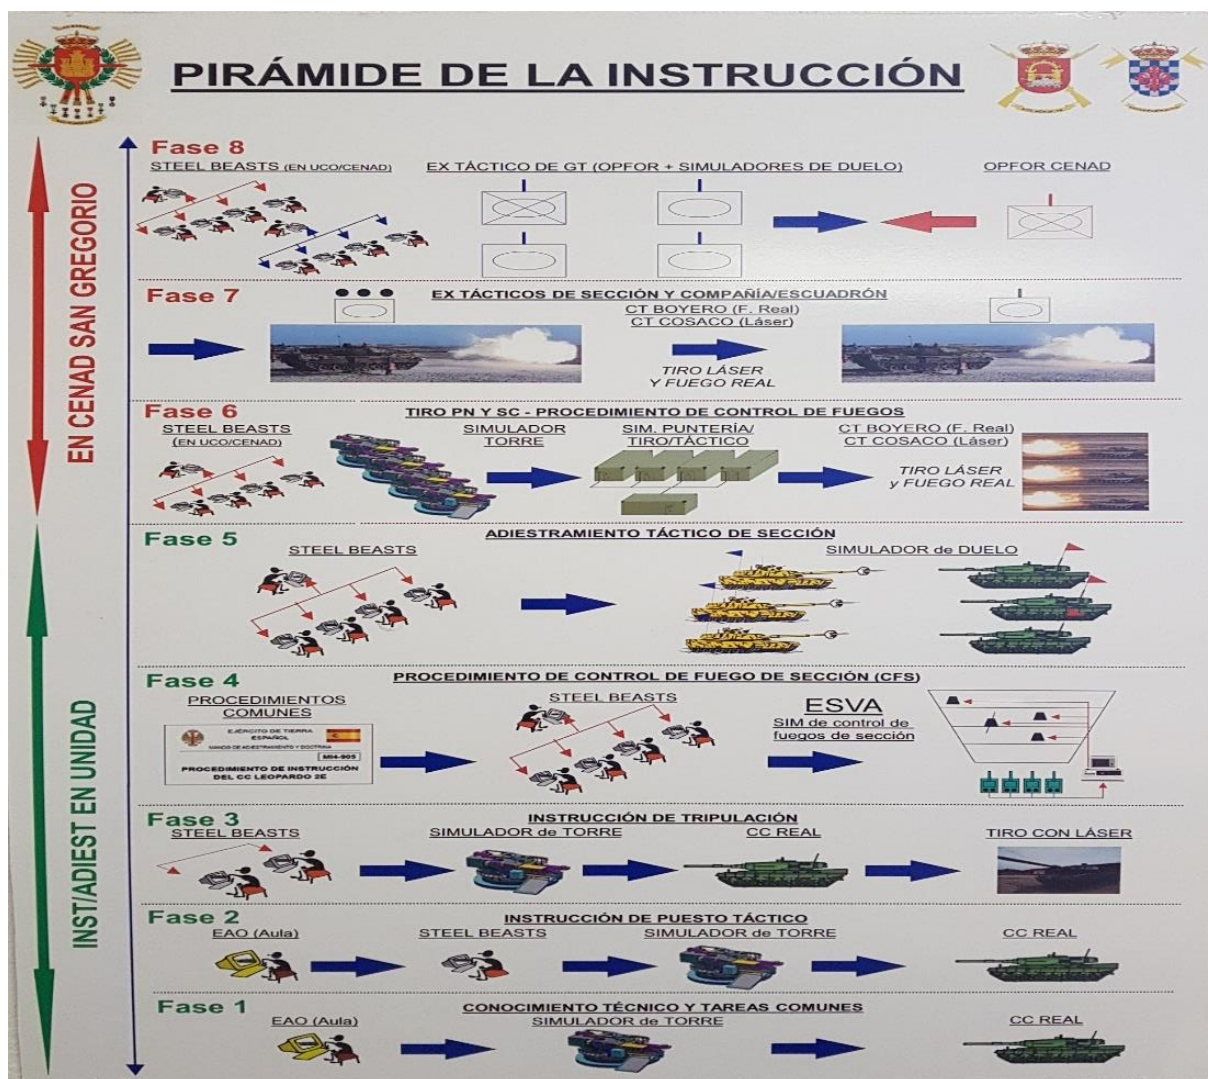 PIRÁMIDE DE LA INSTRUCCIÓN
EN CENAD SAN GREGORIO
INST/ADIEST EN UNIDAD
Fase 8
STEEL BEASTS (EN UCO/CENAD)
EX TÁCTICO DE GT (OPFOR + SIMULADORES DE DUELO)
OPFOR CENAD
Fase 7
EX TÁCTICOS DE SECCIÓN Y COMPAÑÍA/ESCUADRÓN
CT BOYERO (F. Real)
CT COSACO (Láser)
TIRO LÁSER
Y FUEGO REAL
Fase 6
TIRO PN Y SC - PROCEDIMIENTO DE CONTROL DE FUEGOS
STEEL BEASTS
(EN UCO/CENAD)
SIMULADOR
TORRE
SIM. PUNTERÍA/
TIRO/TÁCTICO
CT BOYERO (F. Real)
CT COSACO (Láser)
TIRO LÁSER
y FUEGO REAL
Fase 5
ADIESTRAMIENTO TÁCTICO DE SECCIÓN
STEEL BEASTS
SIMULADOR de DUELO
Fase 4
PROCEDIMIENTO DE CONTROL DE FUEGO DE SECCIÓN (CFS)
PROCEDIMIENTOS
COMUNES
EJÉRCITO DE TIERRA
ESPAÑOL
MANDO DE ADIESTRAMIENTO Y DOCTRINA
MI4-905
PROCEDIMIENTO DE INSTRUCCIÓN
DEL CC LEOPARDO 2E
STEEL BEASTS
ESVA
SIM de control de
fuegos de sección
Fase 3
INSTRUCCIÓN DE TRIPULACIÓN
STEEL BEASTS
SIMULADOR de TORRE
CC REAL
TIRO CON LÁSER
Fase 2
INSTRUCCIÓN DE PUESTO TÁCTICO
EAO (Aula)
STEEL BEASTS
SIMULADOR de TORRE
CC REAL
Fase 1
CONOCIMIENTO TÉCNICO Y TAREAS COMUNES
EAO (Aula)
SIMULADOR de TORRE
CC REAL